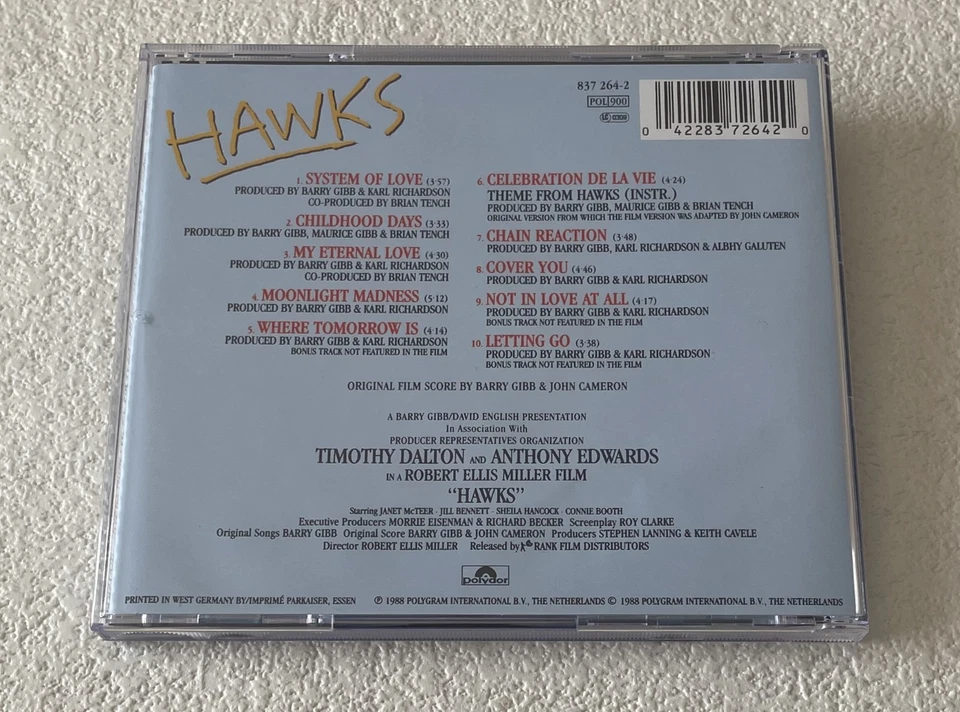 HAWKS
837 264-2
POL 900
LC 0309
0 42283 72642 0
1. SYSTEM OF LOVE (3·57)
PRODUCED BY BARRY GIBB & KARL RICHARDSON
CO-PRODUCED BY BRIAN TENCH
2. CHILDHOOD DAYS (3·33)
PRODUCED BY BARRY GIBB, MAURICE GIBB & BRIAN TENCH
3. MY ETERNAL LOVE (4·30)
PRODUCED BY BARRY GIBB & KARL RICHARDSON
CO-PRODUCED BY BRIAN TENCH
4. MOONLIGHT MADNESS (5·12)
PRODUCED BY BARRY GIBB & KARL RICHARDSON
5. WHERE TOMORROW IS (4·14)
PRODUCED BY BARRY GIBB & KARL RICHARDSON
BONUS TRACK NOT FEATURED IN THE FILM
6. CELEBRATION DE LA VIE (4·24)
THEME FROM HAWKS (INSTR.)
PRODUCED BY BARRY GIBB, MAURICE GIBB & BRIAN TENCH
ORIGINAL VERSION FROM WHICH THE FILM VERSION WAS ADAPTED BY JOHN CAMERON
7. CHAIN REACTION (3·48)
PRODUCED BY BARRY GIBB, KARL RICHARDSON & ALBHY GALUTEN
8. COVER YOU (4·46)
PRODUCED BY BARRY GIBB & KARL RICHARDSON
9. NOT IN LOVE AT ALL (4·17)
PRODUCED BY BARRY GIBB & KARL RICHARDSON
BONUS TRACK NOT FEATURED IN THE FILM
10. LETTING GO (3·38)
PRODUCED BY BARRY GIBB & KARL RICHARDSON
BONUS TRACK NOT FEATURED IN THE FILM
ORIGINAL FILM SCORE BY BARRY GIBB & JOHN CAMERON
A BARRY GIBB/DAVID ENGLISH PRESENTATION
In Association With
PRODUCER REPRESENTATIVES ORGANIZATION
TIMOTHY DALTON AND ANTHONY EDWARDS
IN A ROBERT ELLIS MILLER FILM
"HAWKS"
Starring JANET McTEER · JILL BENNETT · SHEILA HANCOCK · CONNIE BOOTH
Executive Producers MORRIE EISENMAN & RICHARD BECKER Screenplay ROY CLARKE
Original Songs BARRY GIBB Original Score BARRY GIBB & JOHN CAMERON Producers STEPHEN LANNING & KEITH CAVELE
Director ROBERT ELLIS MILLER Released by RANK FILM DISTRIBUTORS
polydor
PRINTED IN WEST GERMANY BY/IMPRIMÉ PAR KAISER, ESSEN ℗ 1988 POLYGRAM INTERNATIONAL B.V., THE NETHERLANDS © 1988 POLYGRAM INTERNATIONAL B.V., THE NETHERLANDS